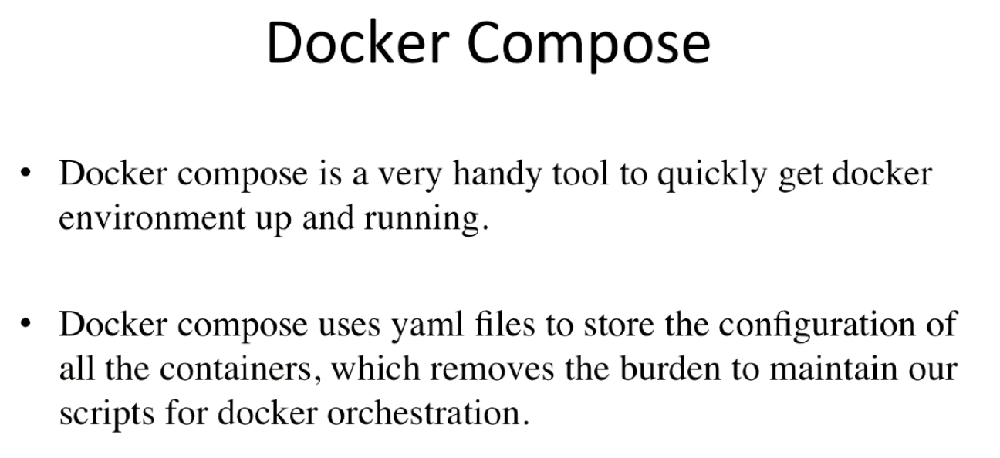 Docker Compose
• Docker compose is a very handy tool to quickly get docker
environment up and running.
• Docker compose uses yaml files to store the configuration of
all the containers, which removes the burden to maintain our
scripts for docker orchestration.